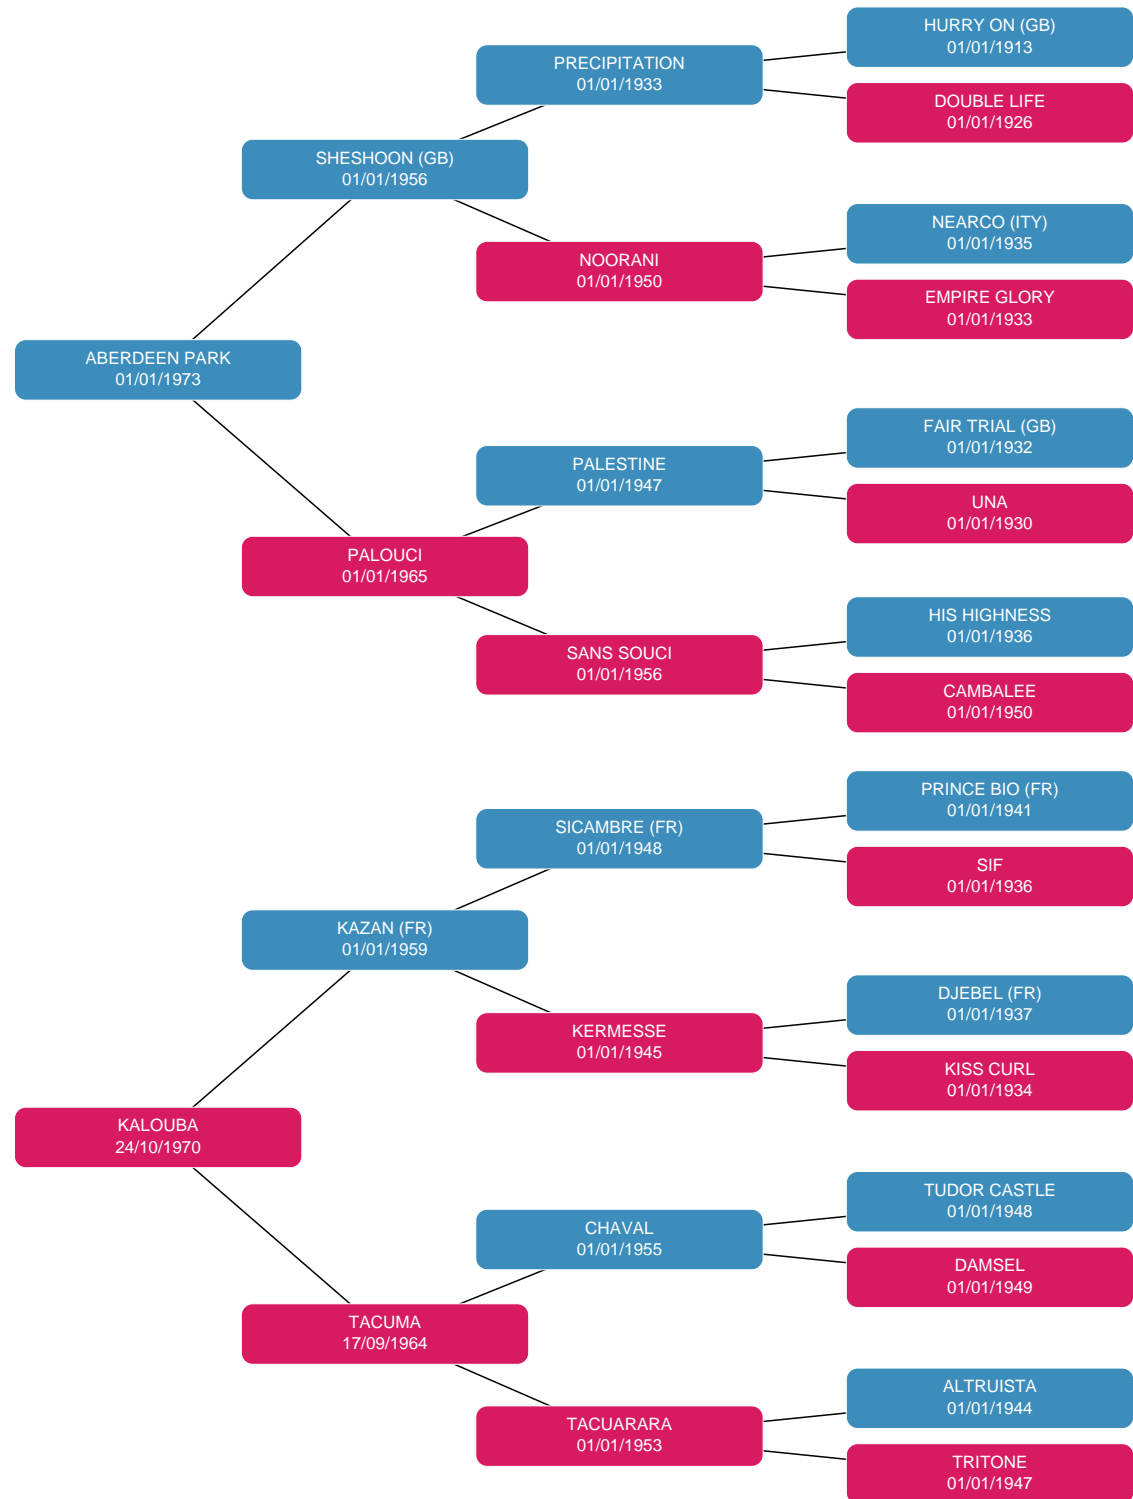 HURRY ON (GB)
01/01/1913
PRECIPITATION
01/01/1933
DOUBLE LIFE
01/01/1926
SHESHOON (GB)
01/01/1956
NEARCO (ITY)
01/01/1935
NOORANI
01/01/1950
EMPIRE GLORY
01/01/1933
ABERDEEN PARK
01/01/1973
FAIR TRIAL (GB)
01/01/1932
PALESTINE
01/01/1947
UNA
01/01/1930
PALOUCI
01/01/1965
HIS HIGHNESS
01/01/1936
SANS SOUCI
01/01/1956
CAMBALEE
01/01/1950
PRINCE BIO (FR)
01/01/1941
SICAMBRE (FR)
01/01/1948
SIF
01/01/1936
KAZAN (FR)
01/01/1959
DJEBEL (FR)
01/01/1937
KERMESSE
01/01/1945
KISS CURL
01/01/1934
KALOUBA
24/10/1970
TUDOR CASTLE
01/01/1948
CHAVAL
01/01/1955
DAMSEL
01/01/1949
TACUMA
17/09/1964
ALTRUISTA
01/01/1944
TACUARARA
01/01/1953
TRITONE
01/01/1947